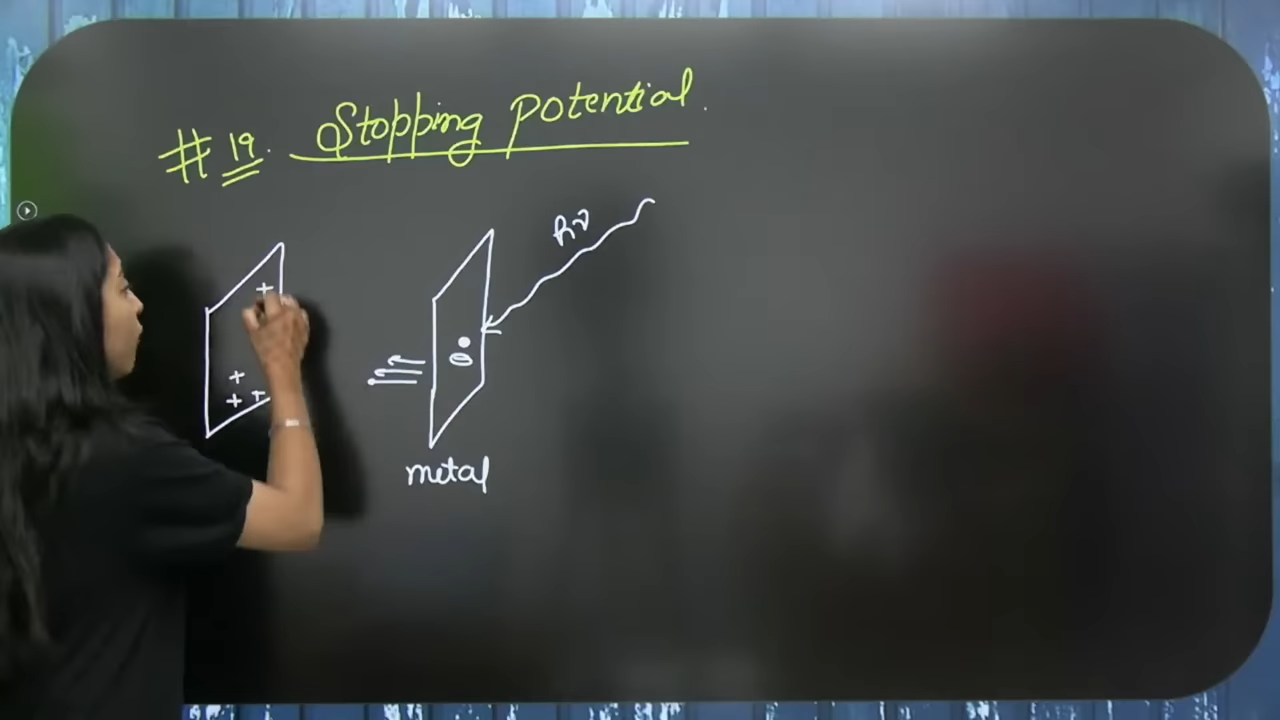 # 19. Stopping potential.
hν
+
+
+ +
metal